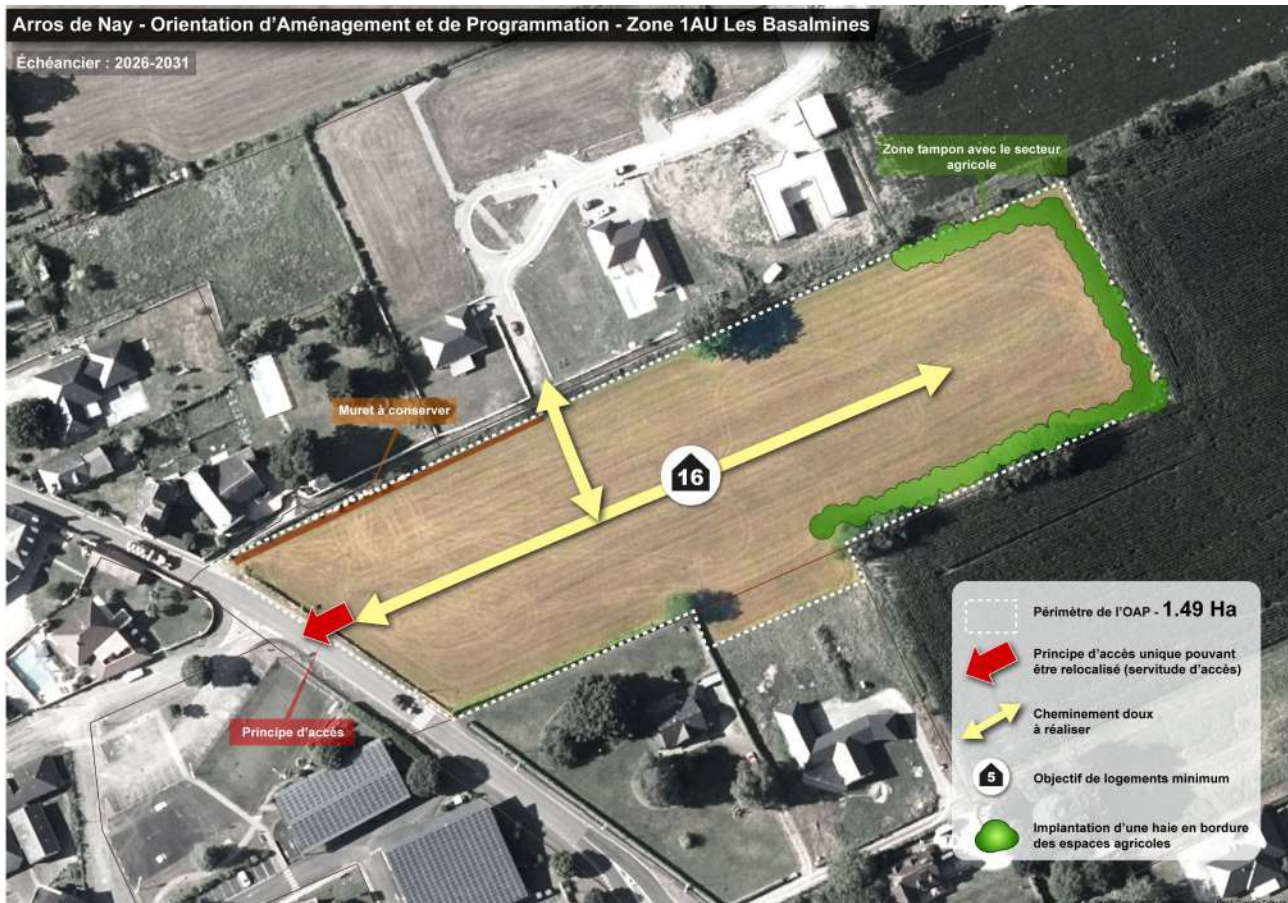 Arros de Nay - Orientation d'Aménagement et de Programmation - Zone 1AU Les Basalmines
Échéancier : 2026-2031
Zone tampon avec le secteur
agricole
Muret à conserver
16
Principe d'accès
Périmètre de l'OAP - 1.49 Ha
Principe d'accès unique pouvant
être relocalisé (servitude d'accès)
Cheminement doux
à réaliser
5
Objectif de logements minimum
Implantation d'une haie en bordure
des espaces agricoles